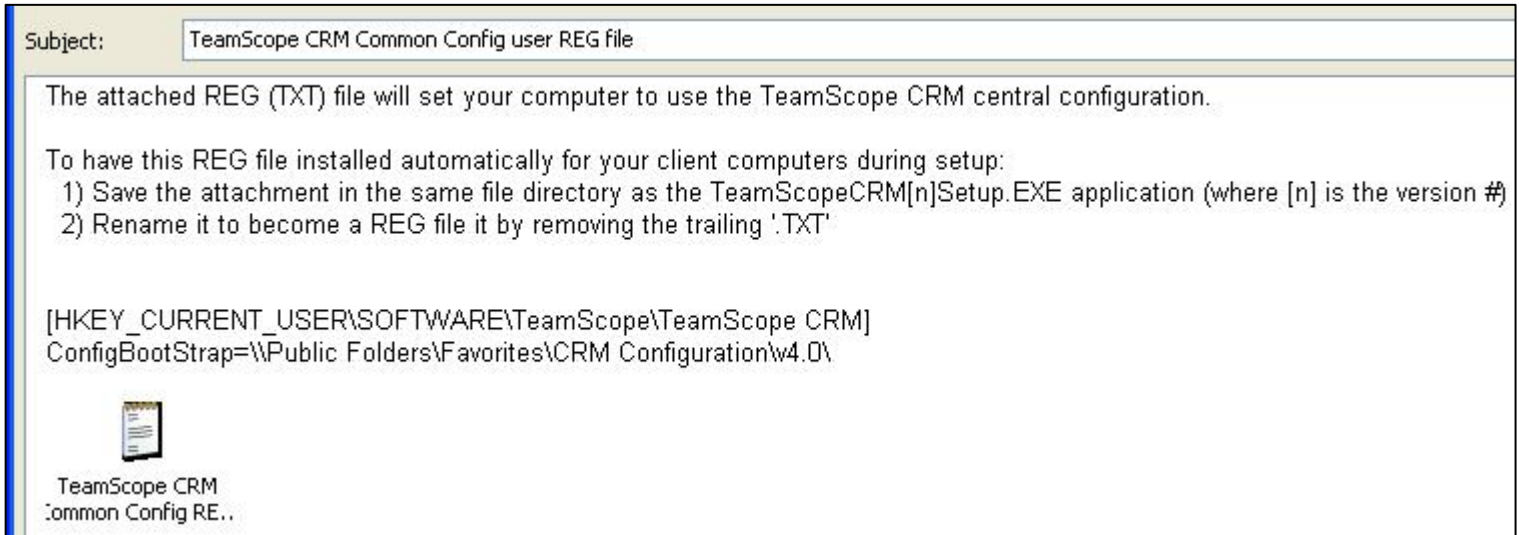 Subject: TeamScope CRM Common Config user REG file
The attached REG (TXT) file will set your computer to use the TeamScope CRM central configuration.
To have this REG file installed automatically for your client computers during setup:
1) Save the attachment in the same file directory as the TeamScopeCRM[n]Setup.EXE application (where [n] is the version #)
2) Rename it to become a REG file it by removing the trailing '.TXT'
[HKEY_CURRENT_USER\SOFTWARE\TeamScope\TeamScope CRM]
ConfigBootStrap=\\Public Folders\Favorites\CRM Configuration\v4.0\
TeamScope CRM
Common Config RE..